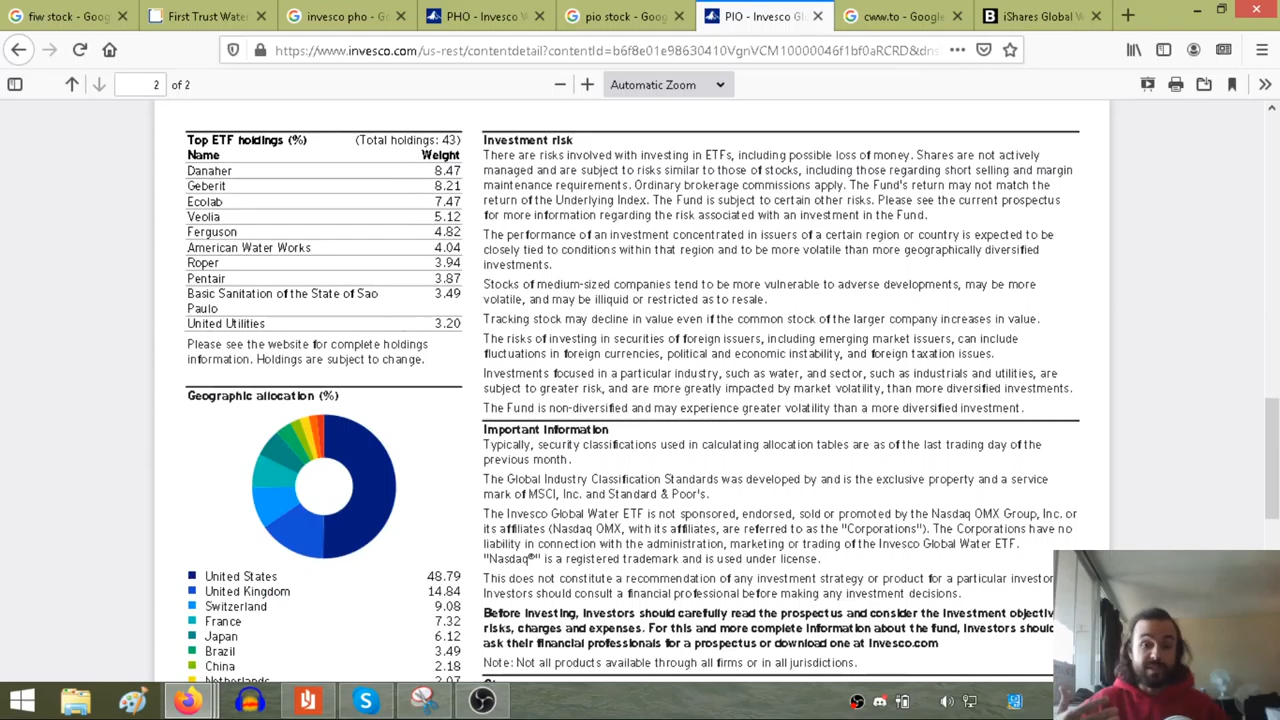 fiw stock - Goog
First Trust Wate
invesco pho - G
PHO - Invesco
pio stock - Goog
PIO - Invesco Gl
cww.to - Google
iShares Global W
https://www.invesco.com/us-rest/contentdetail?contentId=b6f8e01e98630410VgnVCM10000046f1bf0aRCRD&dn
2 of 2
Automatic Zoom
Top ETF holdings (%) (Total holdings: 43)
Name Weight
Danaher 8.47
Geberit 8.21
Ecolab 7.47
Veolia 5.12
Ferguson 4.82
American Water Works 4.04
Roper 3.94
Pentair 3.87
Basic Sanitation of the State of Sao 3.49
Paulo
United Utilities 3.20
Please see the website for complete holdings
information. Holdings are subject to change.
Geographic allocation (%)
United States 48.79
United Kingdom 14.84
Switzerland 9.08
France 7.32
Japan 6.12
Brazil 3.49
China 2.18
Netherlands 2.07
Investment risk
There are risks involved with investing in ETFs, including possible loss of money. Shares are not actively
managed and are subject to risks similar to those of stocks, including those regarding short selling and margin
maintenance requirements. Ordinary brokerage commissions apply. The Fund's return may not match the
return of the Underlying Index. The Fund is subject to certain other risks. Please see the current prospectus
for more information regarding the risk associated with an investment in the Fund.
The performance of an investment concentrated in issuers of a certain region or country is expected to be
closely tied to conditions within that region and to be more volatile than more geographically diversified
investments.
Stocks of medium-sized companies tend to be more vulnerable to adverse developments, may be more
volatile, and may be illiquid or restricted as to resale.
Tracking stock may decline in value even if the common stock of the larger company increases in value.
The risks of investing in securities of foreign issuers, including emerging market issuers, can include
fluctuations in foreign currencies, political and economic instability, and foreign taxation issues.
Investments focused in a particular industry, such as water, and sector, such as industrials and utilities, are
subject to greater risk, and are more greatly impacted by market volatility, than more diversified investments.
The Fund is non-diversified and may experience greater volatility than a more diversified investment.
Important Information
Typically, security classifications used in calculating allocation tables are as of the last trading day of the
previous month.
The Global Industry Classification Standards was developed by and is the exclusive property and a service
mark of MSCI, Inc. and Standard & Poor's.
The Invesco Global Water ETF is not sponsored, endorsed, sold or promoted by the Nasdaq OMX Group, Inc. or
its affiliates (Nasdaq OMX, with its affiliates, are referred to as the "Corporations"). The Corporations have no
liability in connection with the administration, marketing or trading of the Invesco Global Water ETF.
"Nasdaq®" is a registered trademark and is used under license.
This does not constitute a recommendation of any investment strategy or product for a particular investor
Investors should consult a financial professional before making any investment decisions.
Before investing, investors should carefully read the prospectus and consider the investment objectiv
risks, charges and expenses. For this and more complete information about the fund, investors shoul
ask their financial professionals for a prospectus or download one at invesco.com
Note: Not all products available through all firms or in all jurisdictions.